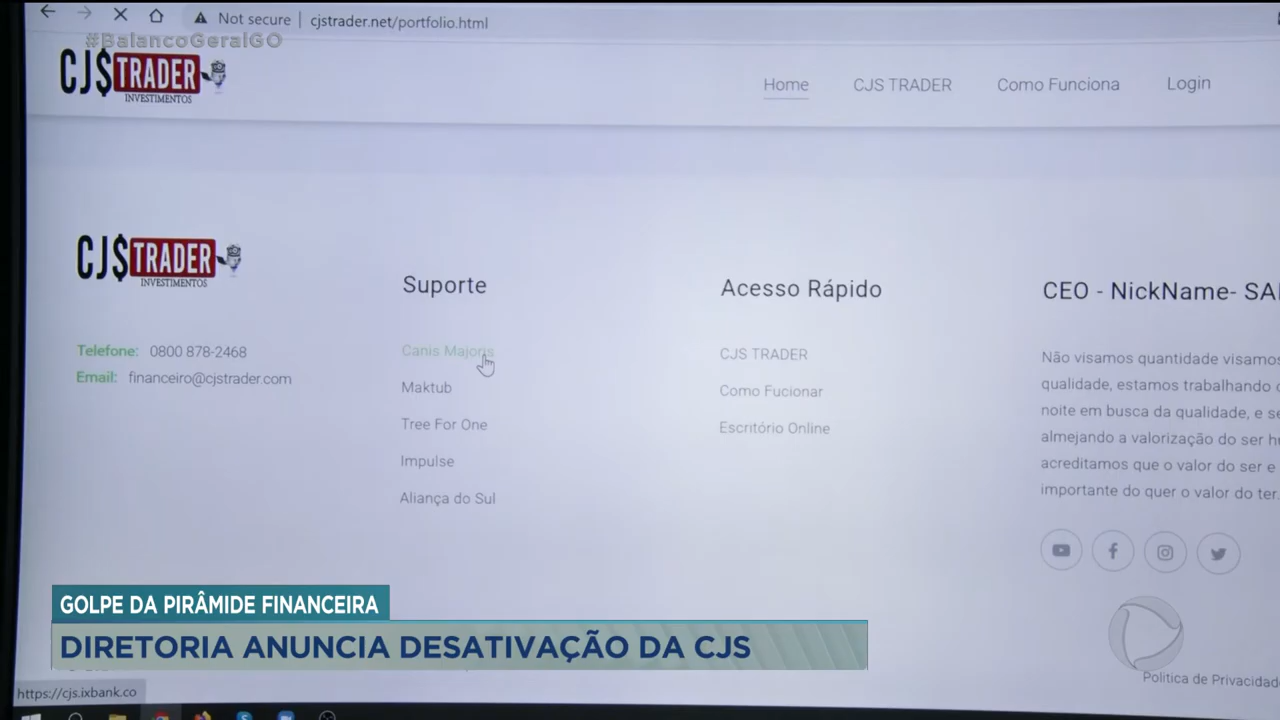 Not secure | cjstrader.net/portfolio.html
#BalancoGeralGO
CJ$TRADER
INVESTIMENTOS
Home
CJS TRADER
Como Funciona
Login
CJ$TRADER
INVESTIMENTOS
Telefone: 0800 878-2468
Email: financeiro@cjstrader.com
Suporte
Canis Majoris
Maktub
Tree For One
Impulse
Aliança do Sul
Acesso Rápido
CJS TRADER
Como Fucionar
Escritório Online
CEO - NickName- SA
Não visamos quantidade visamos
qualidade, estamos trabalhando
noite em busca da qualidade, e se
almejando a valorização do ser h
acreditamos que o valor do ser e
importante do quer o valor do ter.
GOLPE DA PIRÂMIDE FINANCEIRA
DIRETORIA ANUNCIA DESATIVAÇÃO DA CJS
Politica de Privacidad
https://cjs.ixbank.co